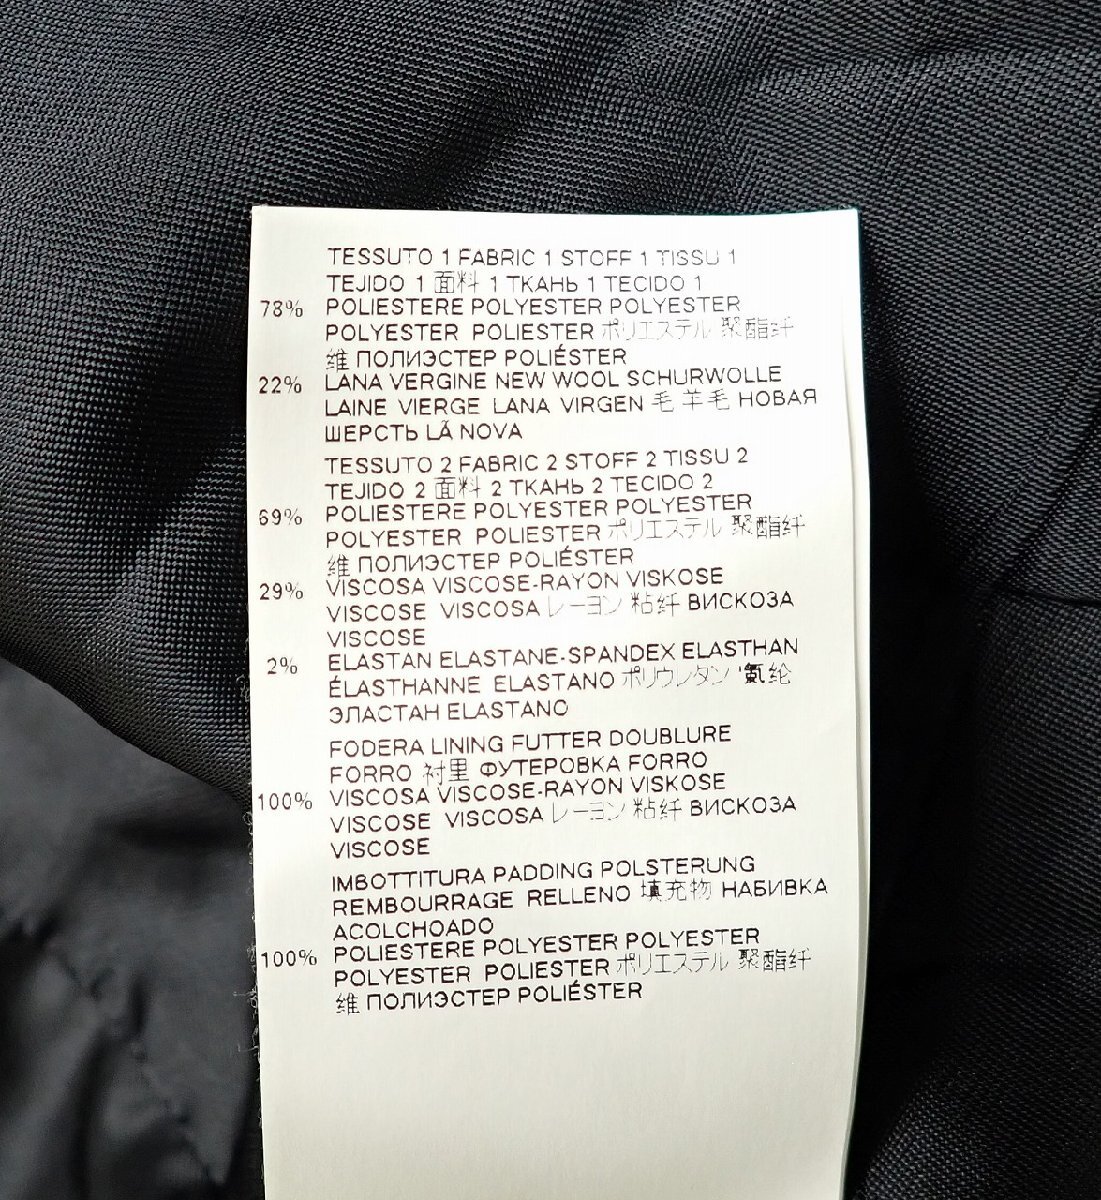 TESSUTO 1 FABRIC 1 STOFF 1 TISSU 1
TEJIDO 1 面料 1 ТКАНЬ 1 TECIDO 1
78% POLIESTERE POLYESTER POLYESTER
POLYESTER POLIESTER ポリエステル 聚酯纤
维 ПОЛИЭСТЕР POLIÉSTER
22% LANA VERGINE NEW WOOL SCHURWOLLE
LAINE VIERGE LANA VIRGEN 毛 羊毛 НОВАЯ
ШЕРСТЬ LÃ NOVA
TESSUTO 2 FABRIC 2 STOFF 2 TISSU 2
TEJIDO 2 面料 2 ТКАНЬ 2 TECIDO 2
69% POLIESTERE POLYESTER POLYESTER
POLYESTER POLIESTER ポリエステル 聚酯纤
维 ПОЛИЭСТЕР POLIÉSTER
29% VISCOSA VISCOSE-RAYON VISKOSE
VISCOSE VISCOSA レーヨン 粘纤 ВИСКОЗА
VISCOSE
2% ELASTAN ELASTANE-SPANDEX ELASTHAN
ÉLASTHANNE ELASTANO ポリウンタン '氨纶
ЭЛАСТАН ELASTANO
FODERA LINING FUTTER DOUBLURE
FORRO 衬里 ФУТЕРОВКА FORRO
100% VISCOSA VISCOSE-RAYON VISKOSE
VISCOSE VISCOSA レーヨン 粘纤 ВИСКОЗА
VISCOSE
IMBOTTITURA PADDING POLSTERUNG
REMBOURRAGE RELLENO 填充物 НАБИВКА
ACOLCHOADO
100% POLIESTERE POLYESTER POLYESTER
POLYESTER POLIESTER ポリエステル 聚酯纤
维 ПОЛИЭСТЕР POLIÉSTER